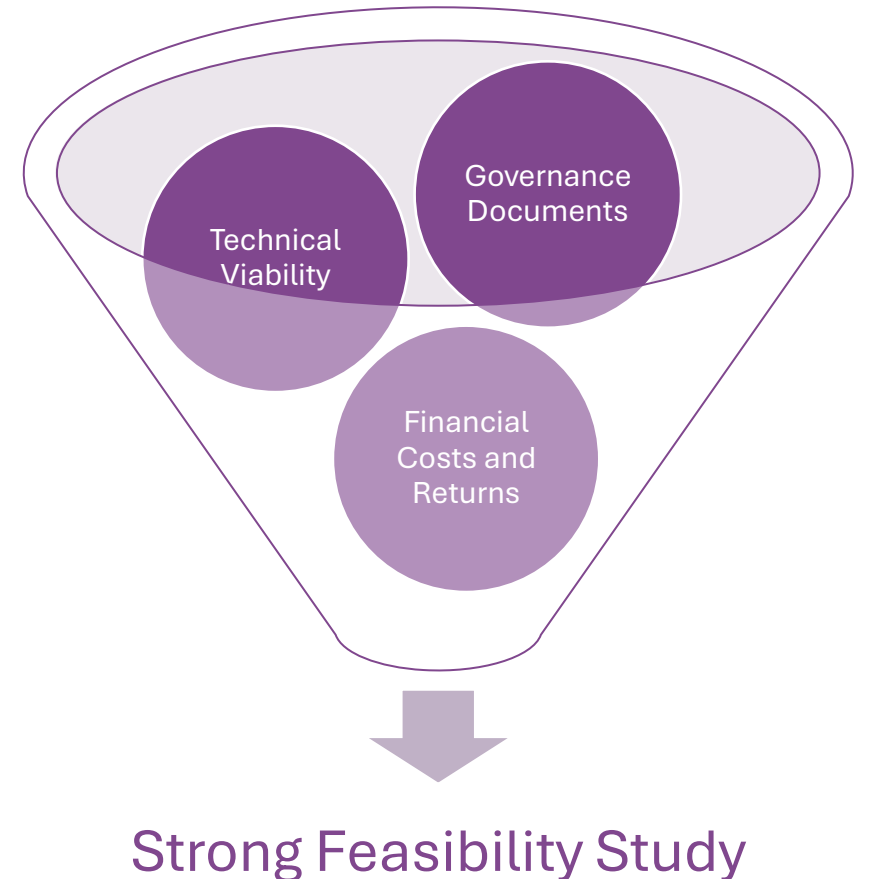 Governance
Documents
Technical
Viability
Financial
Costs and
Returns
Strong Feasibility Study